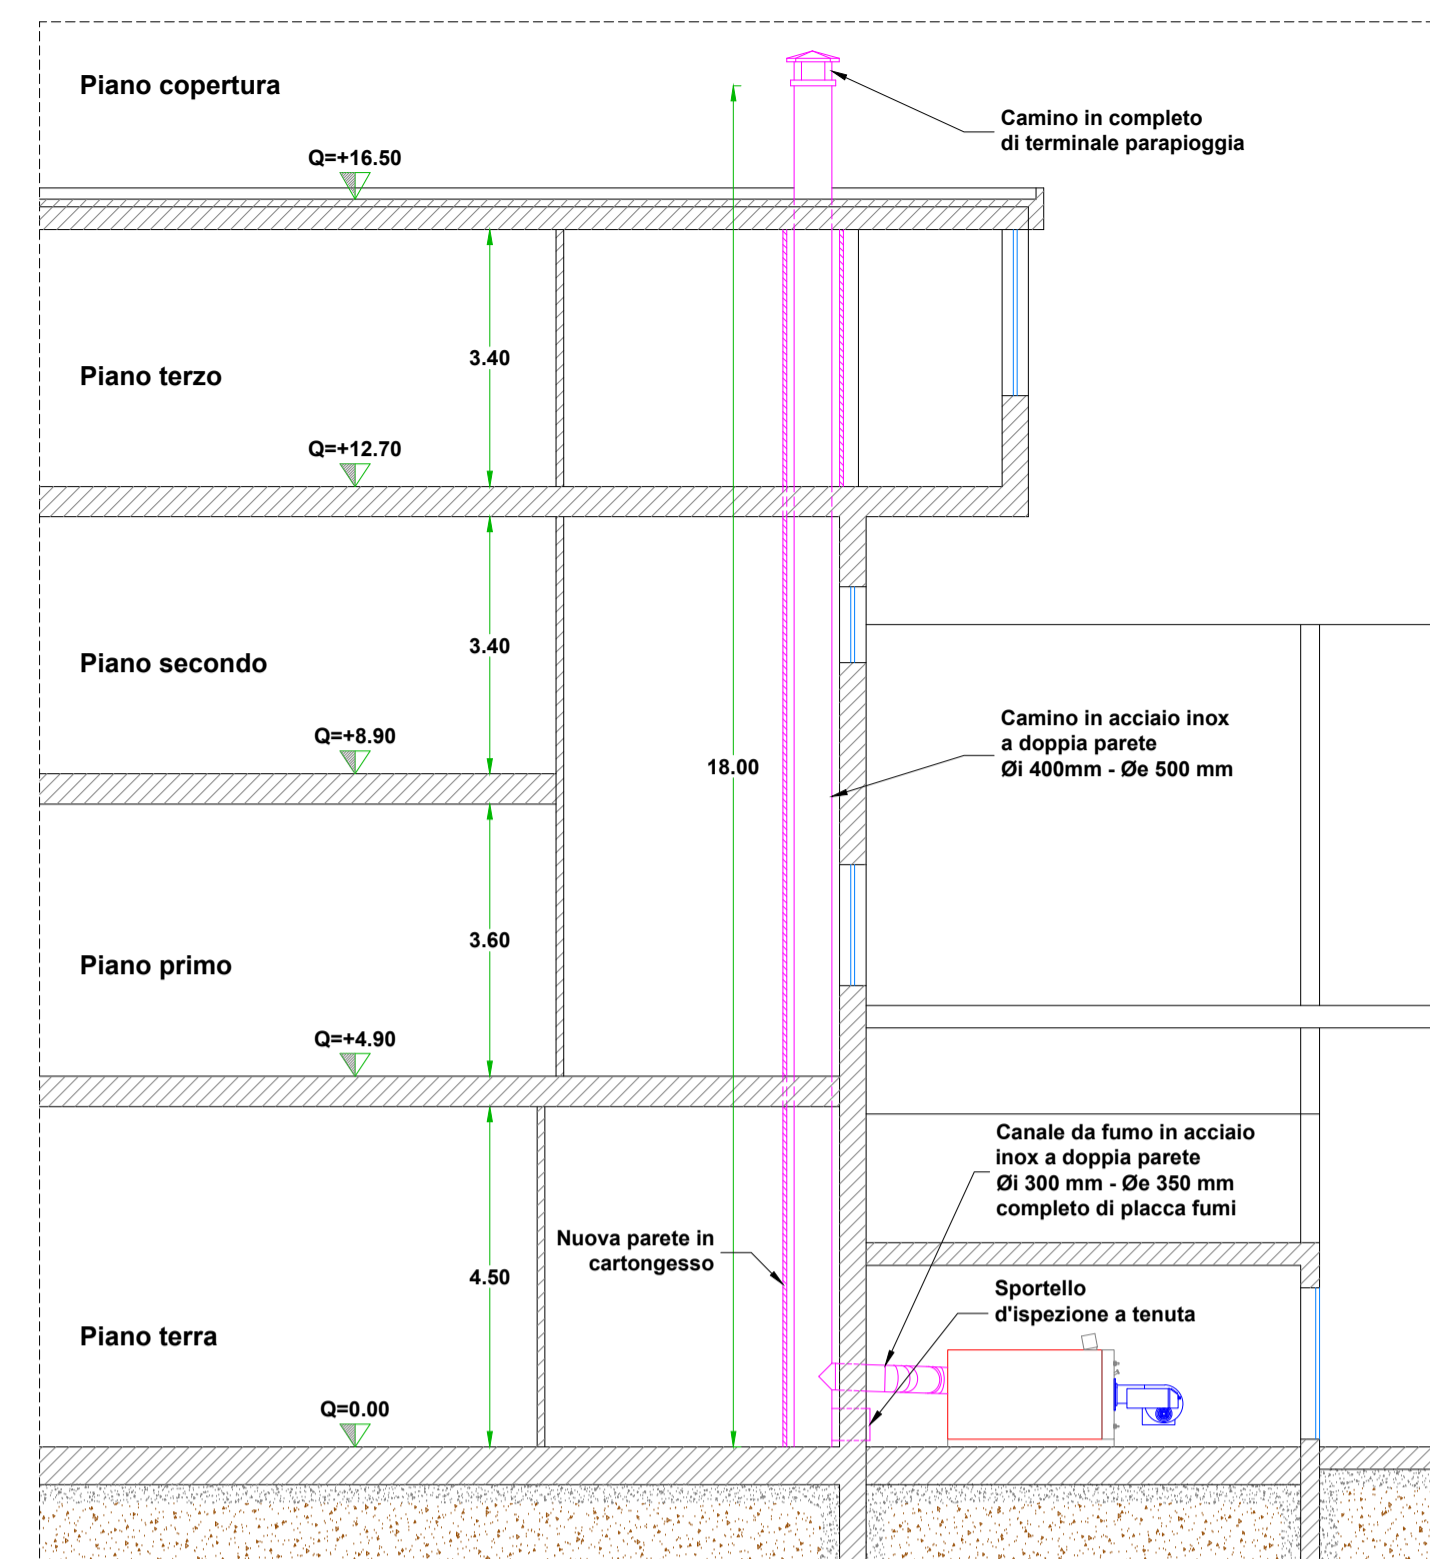 Piano copertura
Camino in completo
di terminale parapioggia
Q=+16.50
3.40
Piano terzo
Q=+12.70
3.40
Piano secondo
Camino in acciaio inox
a doppia parete
Øi 400mm - Øe 500 mm
Q=+8.90
18.00
3.60
Piano primo
Q=+4.90
Canale da fumo in acciaio
inox a doppia parete
Øi 300 mm - Øe 350 mm
completo di placca fumi
Nuova parete in
cartongesso
4.50
Sportello
d'ispezione a tenuta
Piano terra
Q=0.00